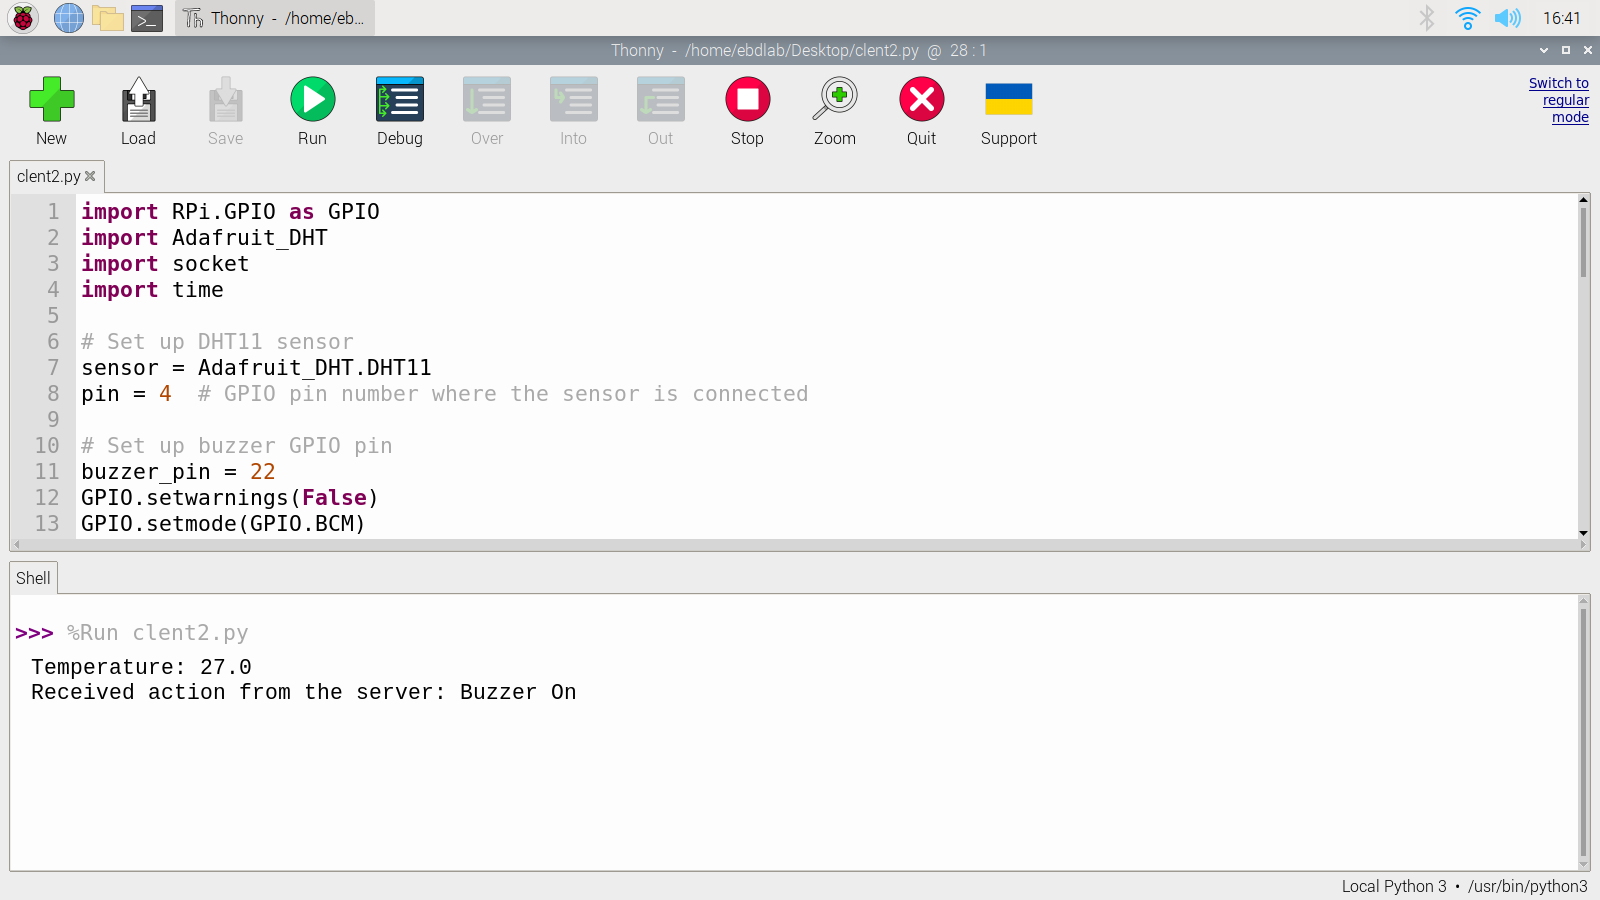 Thonny - /home/eb...
16:41
Thonny - /home/ebdlab/Desktop/clent2.py @ 28 : 1
New Load Save Run Debug Over Into Out Stop Zoom Quit Support
Switch to
regular
mode
clent2.py
1 import RPi.GPIO as GPIO
2 import Adafruit_DHT
3 import socket
4 import time
5
6 # Set up DHT11 sensor
7 sensor = Adafruit_DHT.DHT11
8 pin = 4  # GPIO pin number where the sensor is connected
9
10 # Set up buzzer GPIO pin
11 buzzer_pin = 22
12 GPIO.setwarnings(False)
13 GPIO.setmode(GPIO.BCM)
Shell
>>> %Run clent2.py
Temperature: 27.0
Received action from the server: Buzzer On
Local Python 3 • /usr/bin/python3